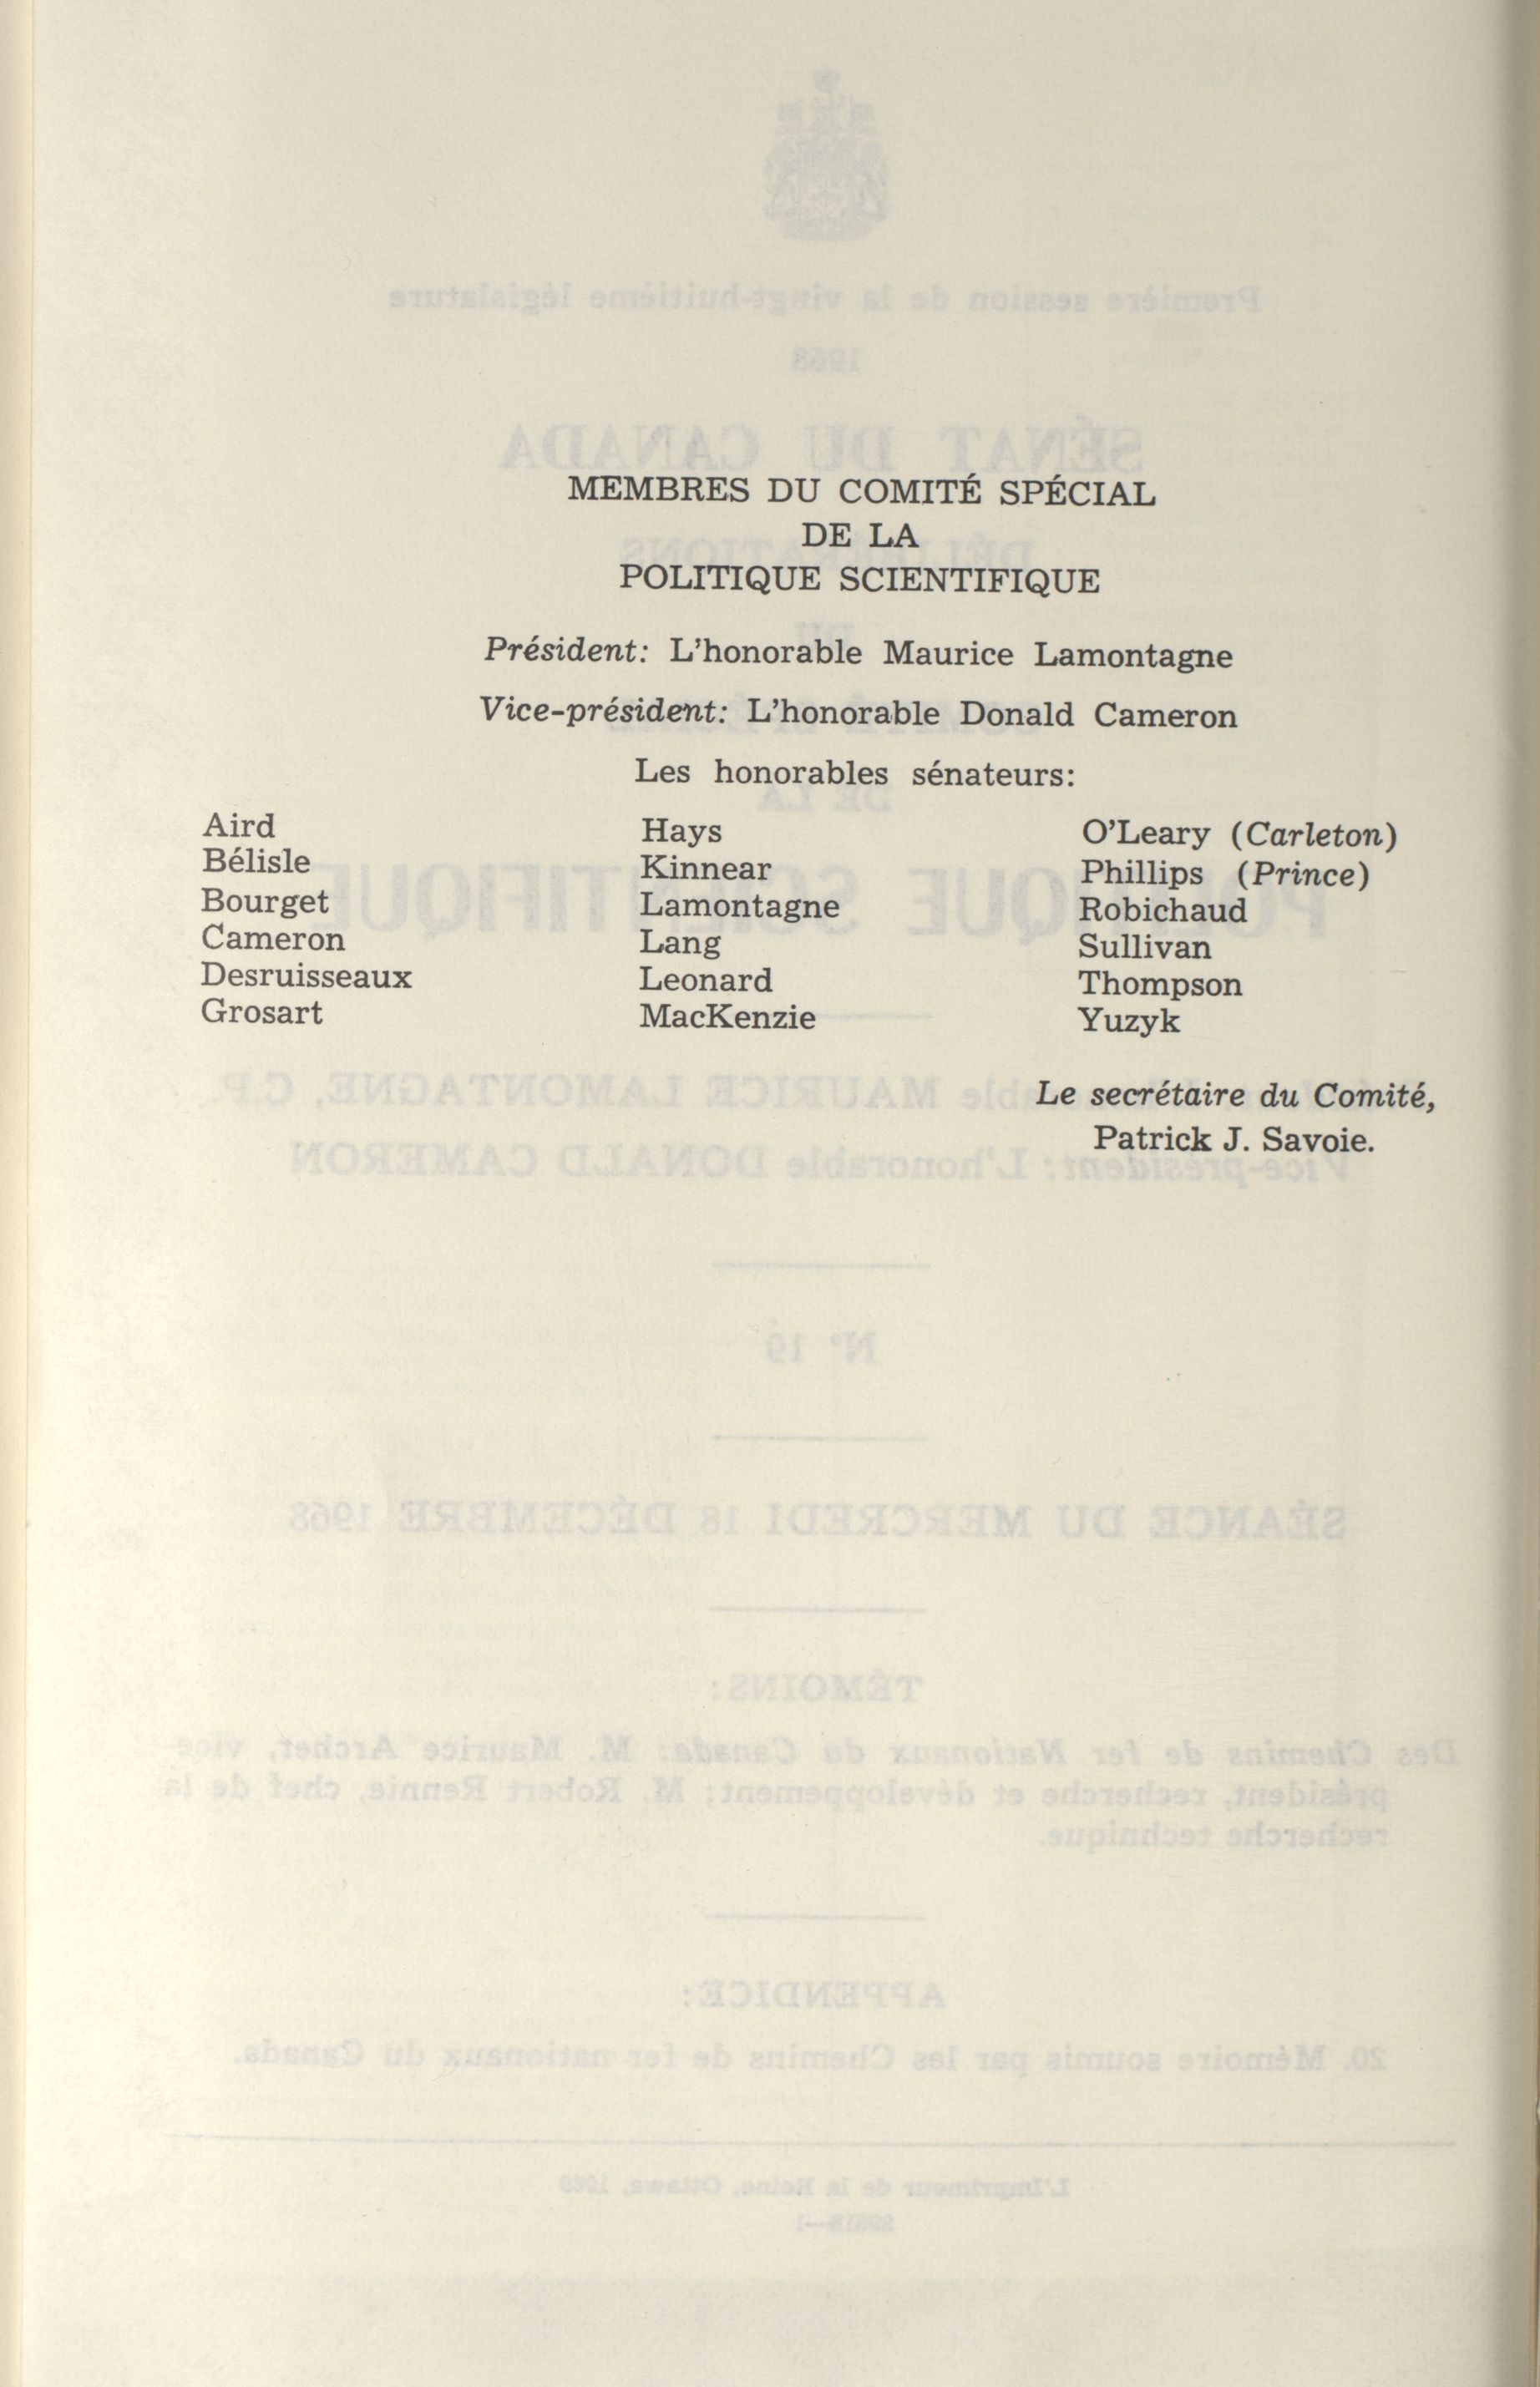 MEMBRES DU COMITÉ SPÉCIAL
DE LA
POLITIQUE SCIENTIFIQUE
Président: L'honorable Maurice Lamontagne
Vice-président: L'honorable Donald Cameron
Les honorables sénateurs:
Aird
Bélisle
Bourget
Cameron
Desruisseaux
Grosart
Hays
Kinnear
Lamontagne
Lang
Leonard
MacKenzie
O'Leary (Carleton)
Phillips (Prince)
Robichaud
Sullivan
Thompson
Yuzyk
Le secrétaire du Comité,
Patrick J. Savoie.